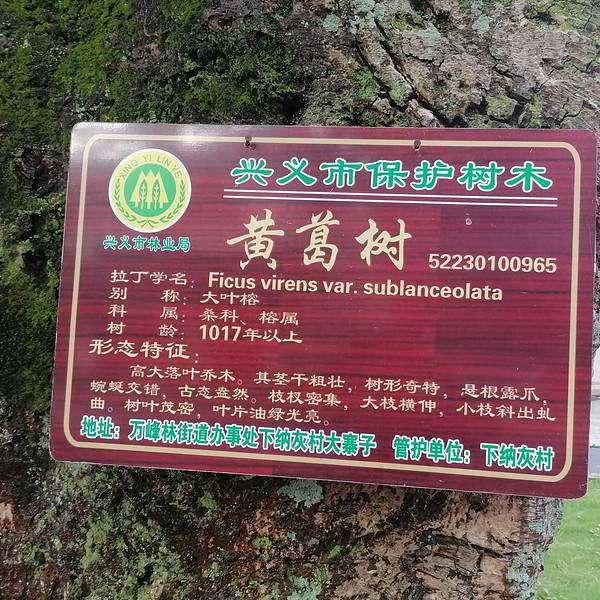 XING YI LIN YE
兴义市林业局
兴义市保护树木
黄葛树 52230100965
拉丁学名：Ficus virens var. sublanceolata
别 称：大叶榕
科 属：桑科、榕属
树 龄：1017年以上
形态特征：
高大落叶乔木。其茎干粗壮，树形奇特，悬根露爪，
蜿蜒交错，古态盎然。枝杈密集，大枝横伸，小枝斜出虬
曲。树叶茂密，叶片油绿光亮。
地址：万峰林街道办事处下纳灰村大寨子 管护单位：下纳灰村